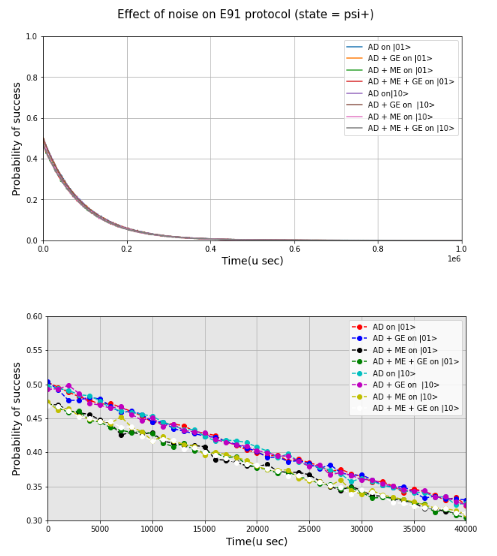 Effect of noise on E91 protocol (state = psi+)
1.0
0.8
0.6
0.4
0.2
0.0
Probability of success
AD on |01>
AD + GE on |01>
AD + ME on |01>
AD + ME + GE on |01>
AD on|10>
AD + GE on  |10>
AD + ME on |10>
AD + ME + GE on |10>
0.0 0.2 0.4 0.6 0.8 1.0
1e6
Time(u sec)
0.60
0.55
0.50
0.45
0.40
0.35
0.30
Probability of success
AD on |01>
AD + GE on |01>
AD + ME on |01>
AD + ME + GE on |01>
AD on |10>
AD + GE on  |10>
AD + ME on |10>
AD + ME + GE on |10>
0 5000 10000 15000 20000 25000 30000 35000 40000
Time(u sec)